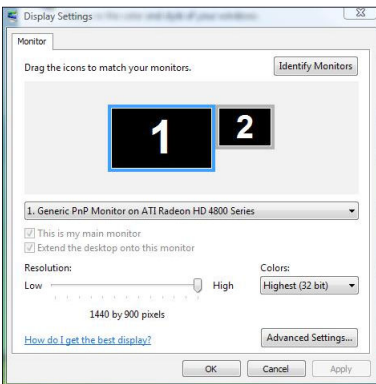 Display Settings
Monitor
Drag the icons to match your monitors.
Identify Monitors
1
2
1. Generic PnP Monitor on ATI Radeon HD 4800 Series
This is my main monitor
Extend the desktop onto this monitor
Resolution:
Colors:
Low
High
Highest (32 bit)
1440 by 900 pixels
How do I get the best display?
Advanced Settings...
OK
Cancel
Apply